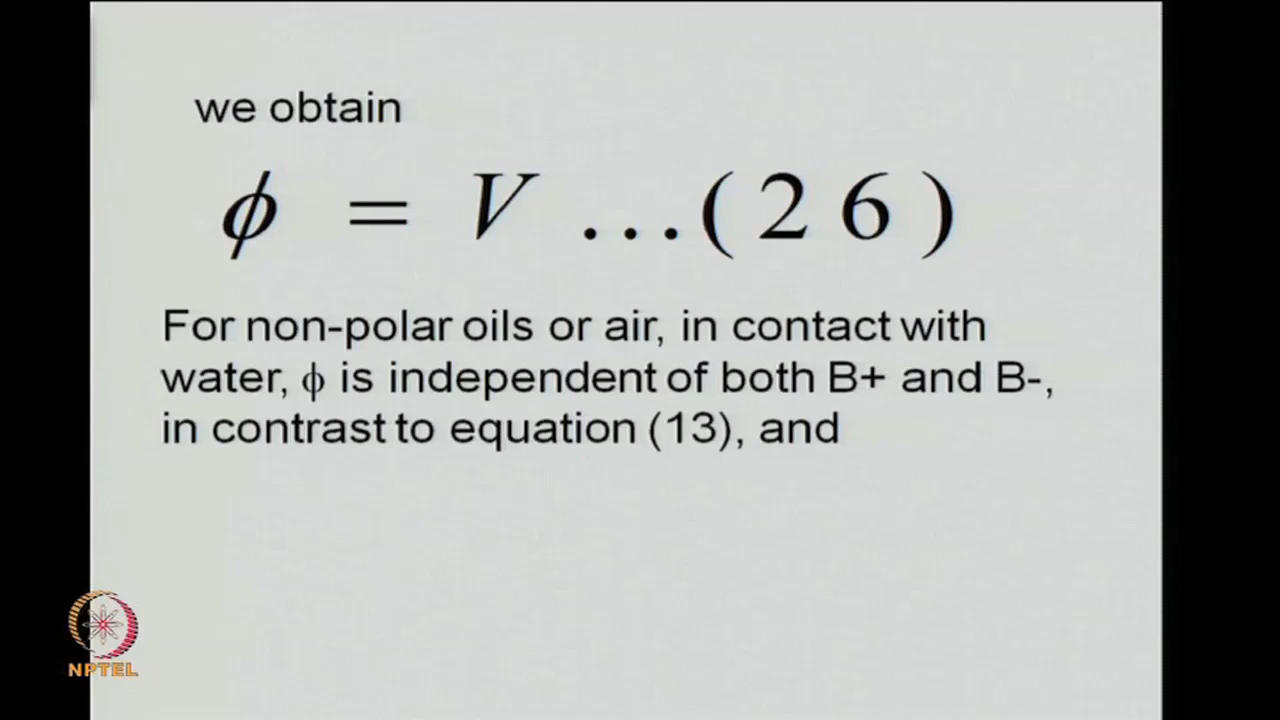 we obtain
ϕ = V ...(26)
For non-polar oils or air, in contact with
water, ϕ is independent of both B+ and B-,
in contrast to equation (13), and
NPTEL